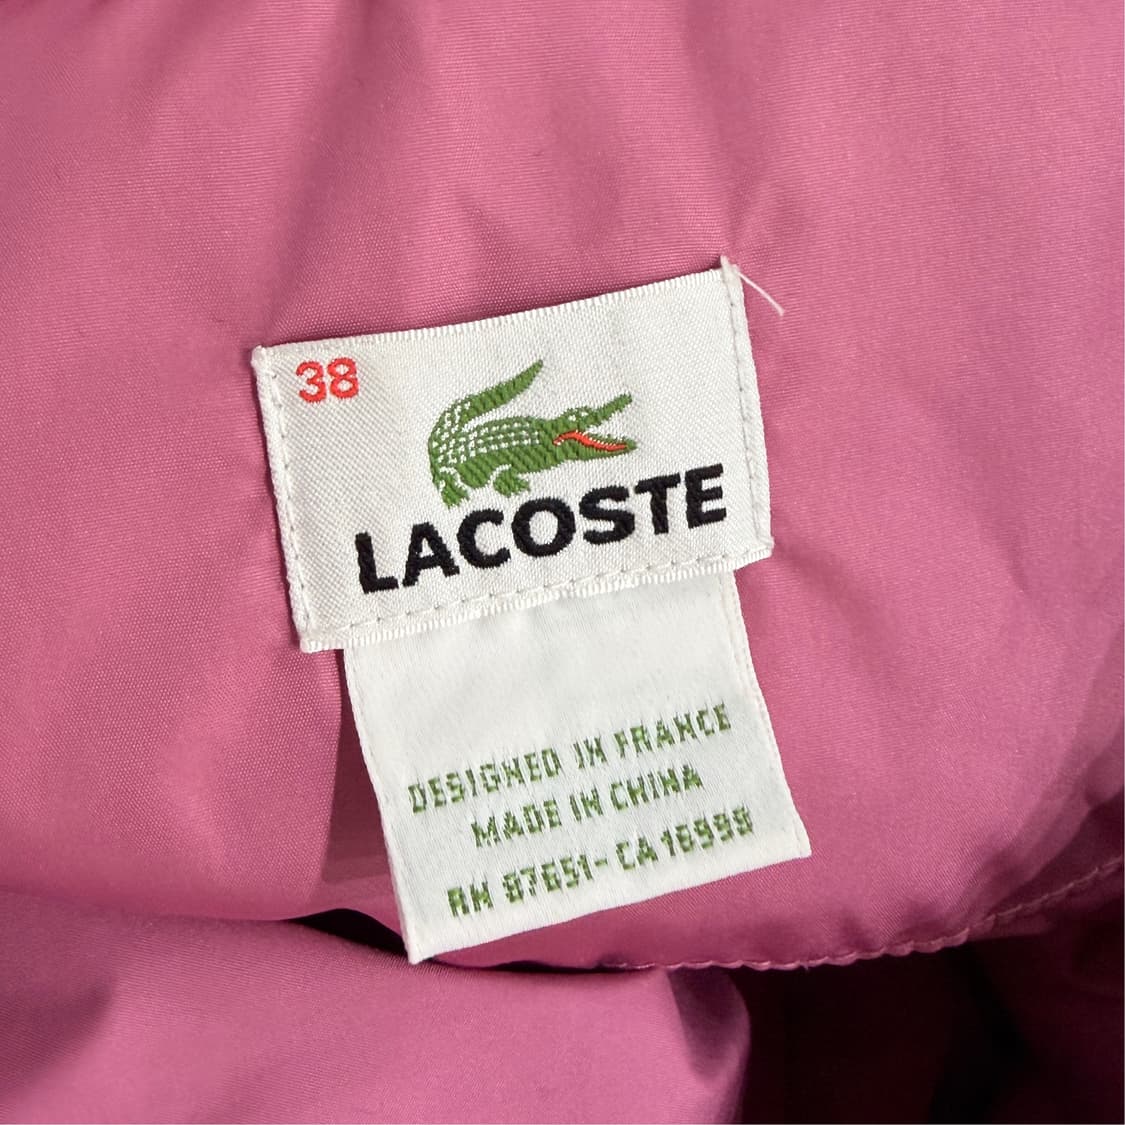 38
LACOSTE
DESIGNED IN FRANCE
MADE IN CHINA
RN 87651-CA 16999